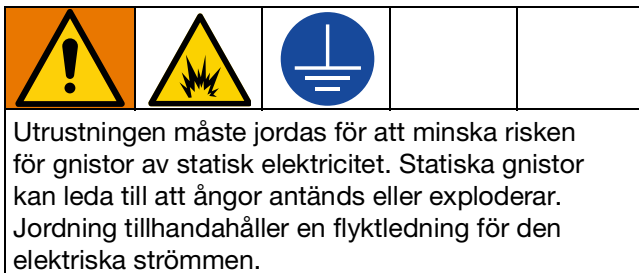 Utrustningen måste jordas för att minska risken
för gnistor av statisk elektricitet. Statiska gnistor
kan leda till att ångor antänds eller exploderar.
Jordning tillhandahåller en flyktledning för den
elektriska strömmen.